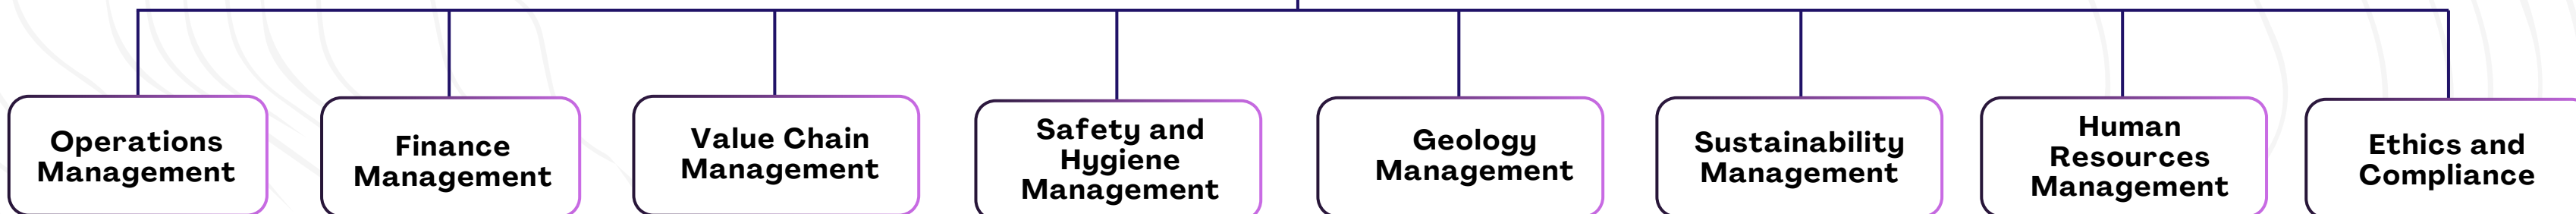 Operations
Management
Finance
Management
Value Chain
Management
Safety and
Hygiene
Management
Geology
Management
Sustainability
Management
Human
Resources
Management
Ethics and
Compliance